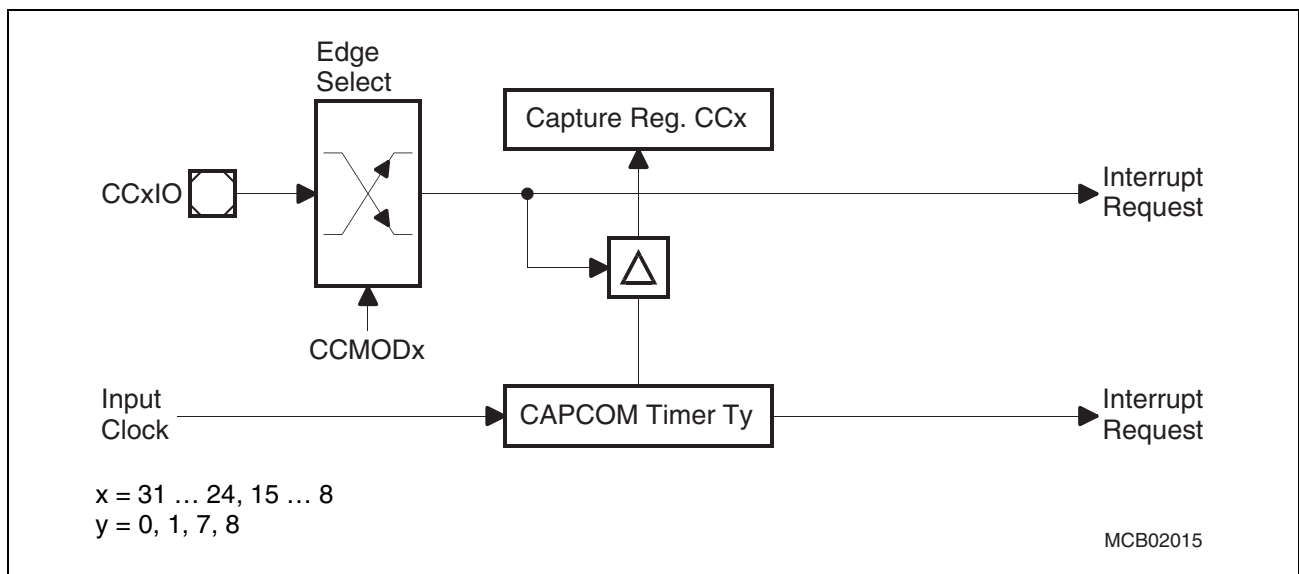 Edge
Select
Capture Reg. CCx
CCxIO
Interrupt
Request
CCMODx
Input
Clock
CAPCOM Timer Ty
Interrupt
Request
x = 31 … 24, 15 … 8
y = 0, 1, 7, 8
MCB02015